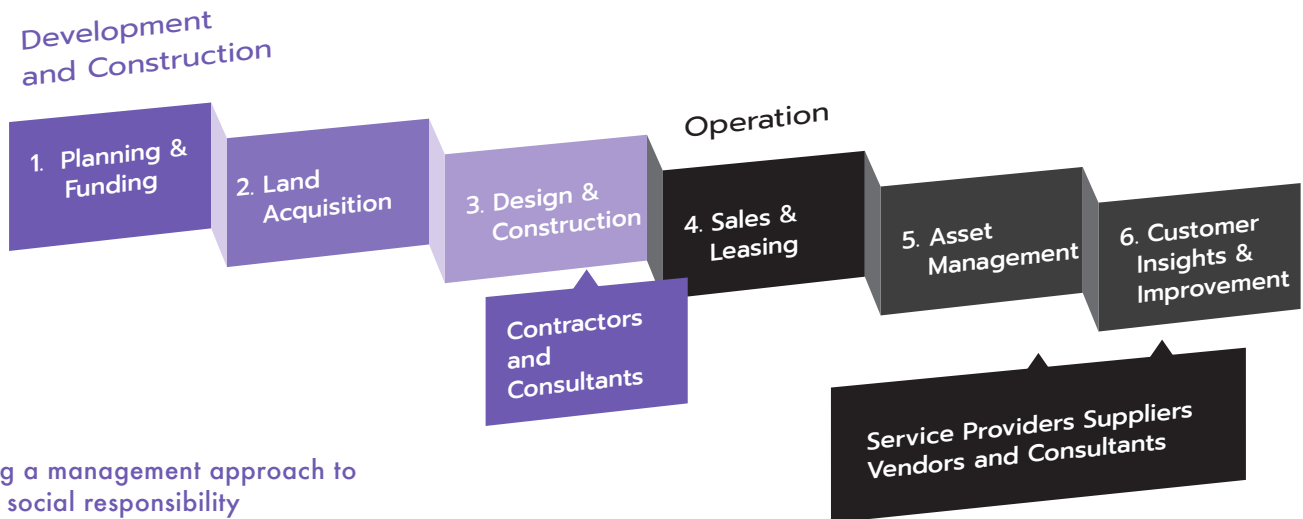 Development
and Construction
1. Planning &
Funding
2. Land
Acquisition
3. Design &
Construction
Contractors
and
Consultants
Operation
4. Sales &
Leasing
5. Asset
Management
6. Customer
Insights &
Improvement
Service Providers Suppliers
Vendors and Consultants
a management approach to
social responsibility